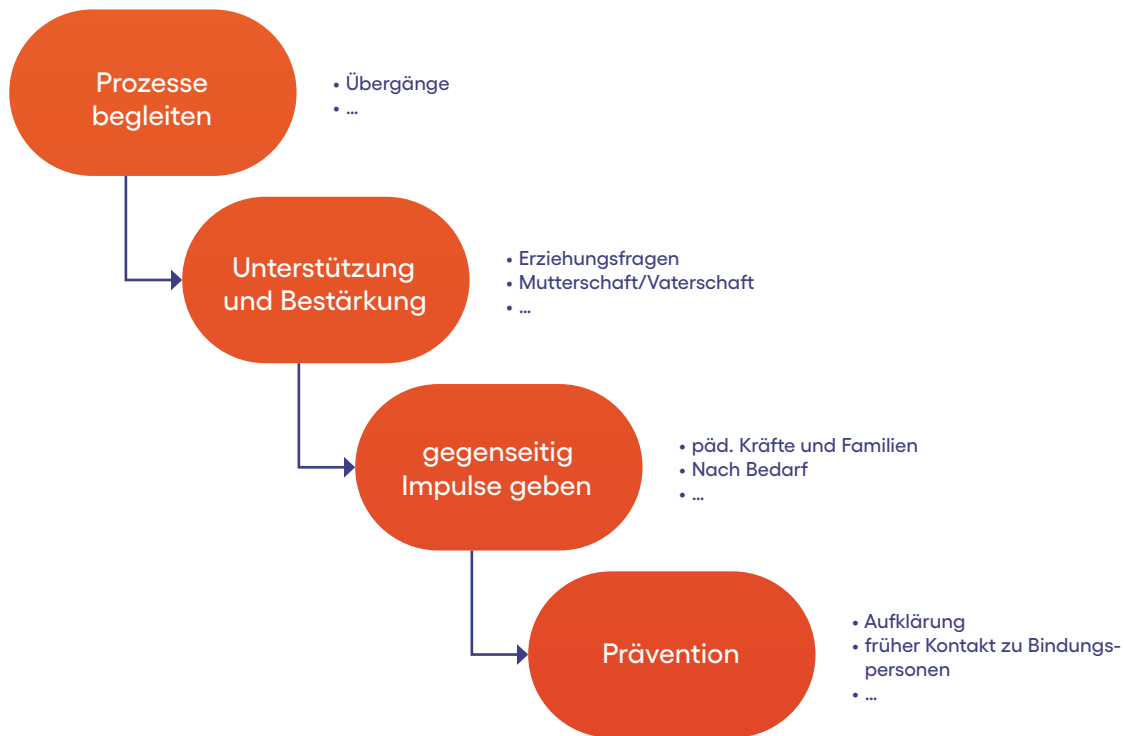 Prozesse
begleiten
• Übergänge
• ...
Unterstützung
und Bestärkung
• Erziehungsfragen
• Mutterschaft/Vaterschaft
• ...
gegenseitig
Impulse geben
• päd. Kräfte und Familien
• Nach Bedarf
• ...
Prävention
• Aufklärung
• früher Kontakt zu Bindungs-
personen
• ...